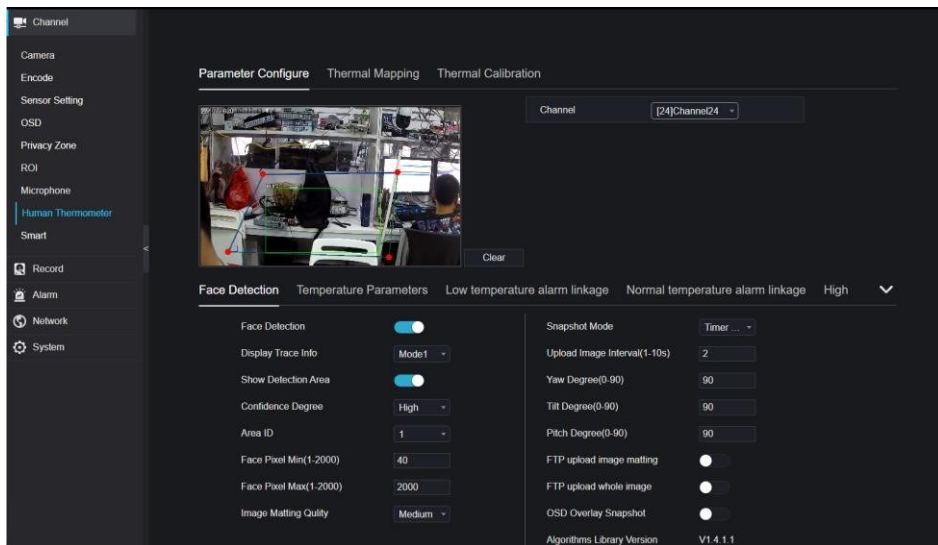 Channel
Camera
Encode
Sensor Setting
OSD
Privacy Zone
ROI
Microphone
Human Thermometer
Smart
<
Record
Alarm
Network
System
Parameter Configure Thermal Mapping Thermal Calibration
Channel [24]Channel24
Clear
Face Detection Temperature Parameters Low temperature alarm linkage Normal temperature alarm linkage High
Face Detection
Display Trace Info Mode1
Show Detection Area
Confidence Degree High
Area ID 1
Face Pixel Min(1-2000) 40
Face Pixel Max(1-2000) 2000
Image Matting Qulity Medium
Snapshot Mode Timer ...
Upload Image Interval(1-10s) 2
Yaw Degree(0-90) 90
Tilt Degree(0-90) 90
Pitch Degree(0-90) 90
FTP upload image matting
FTP upload whole image
OSD Overlay Snapshot
Algorithms Library Version V1.4.1.1